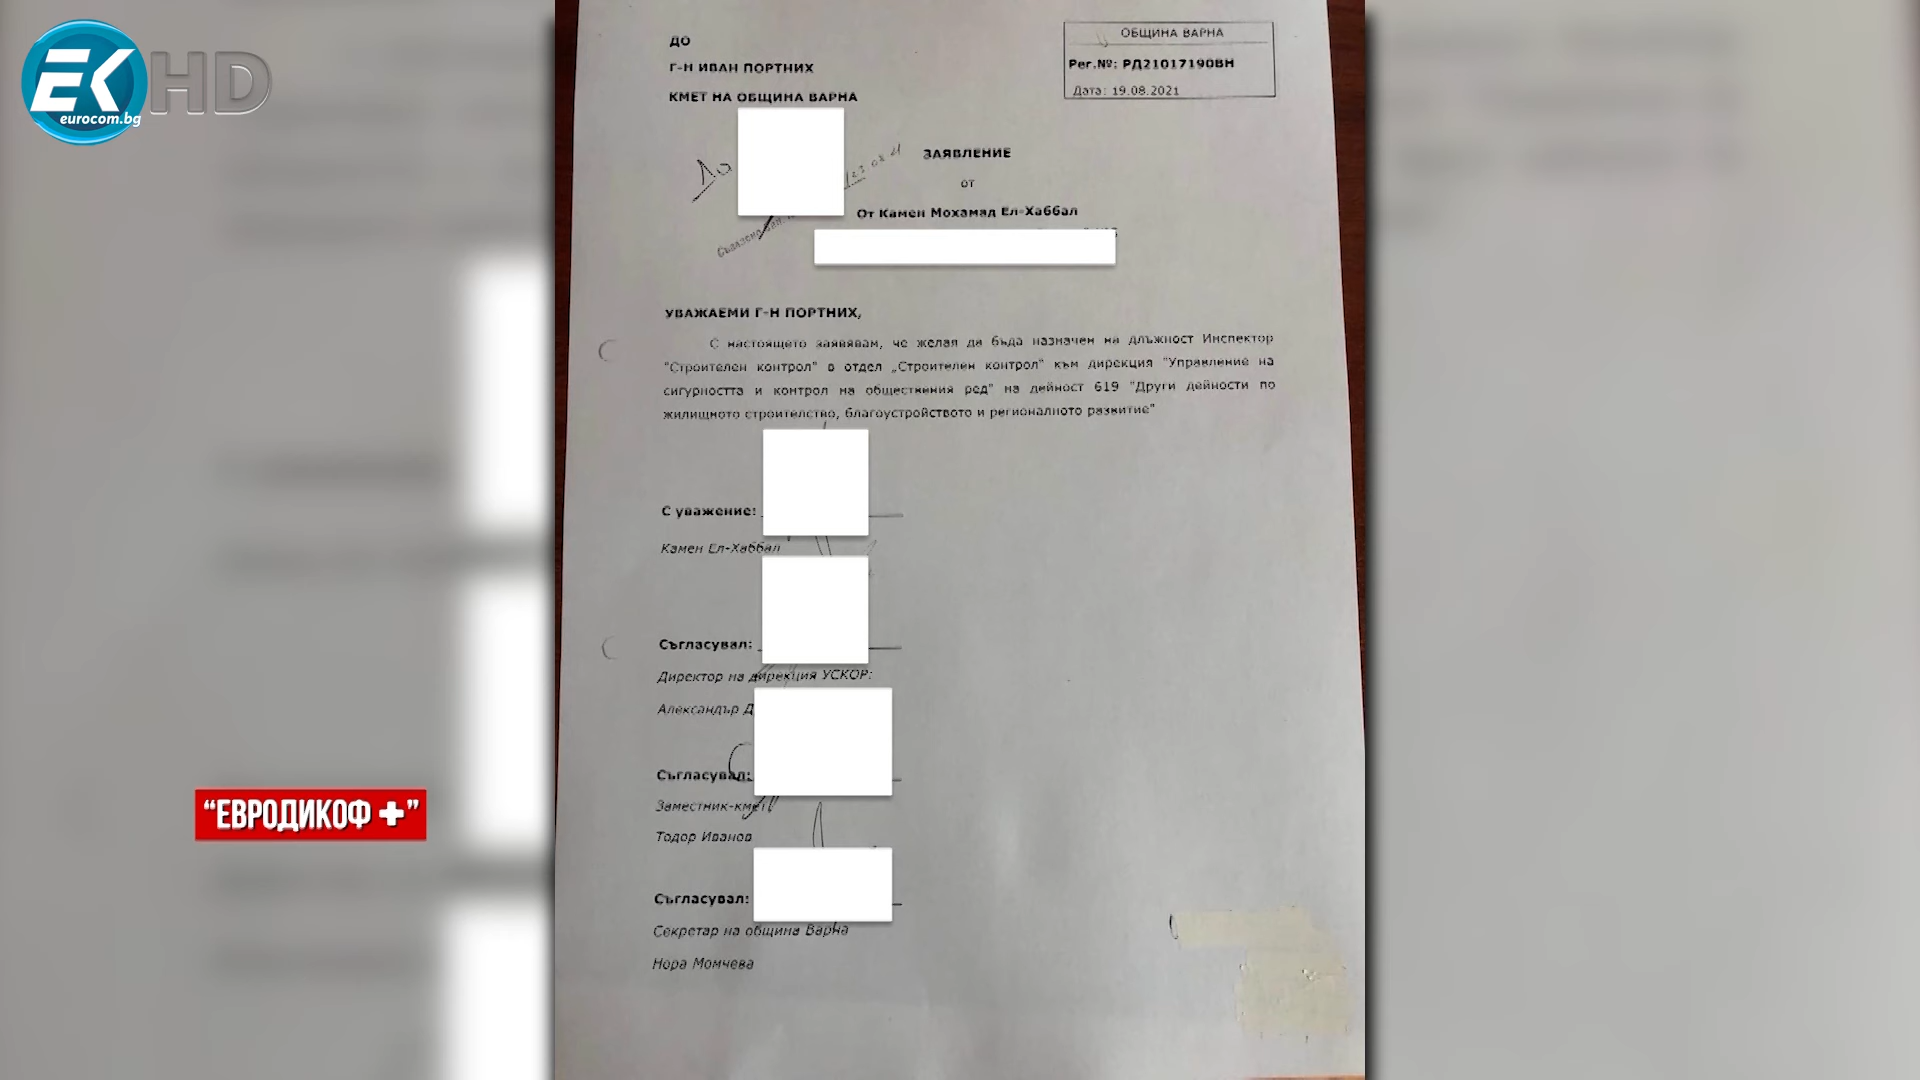 EK HD
eurocom.bg
ДО
Г-Н ИВАН ПОРТНИХ
КМЕТ НА ОБЩИНА ВАРНА
ОБЩИНА ВАРНА
Рег.№: РД21017190ВН
Дата: 19.08.2021
До
ЗАЯВЛЕНИЕ
от
От Камен Мохамад Ел-Хаббал
УВАЖАЕМИ Г-Н ПОРТНИХ,
С настоящето заявявам, че желая да бъда назначен на длъжност Инспектор
"Строителен контрол" в отдел „Строителен контрол" към дирекция "Управление на
сигурността и контрол на обществения ред" на дейност 619 "Други дейности по
жилищното строителство, благоустройството и регионалното развитие"
С уважение:
Камен Ел-Хаббал
Съгласувал:
Директор на дирекция УСКОР:
Александър Д
Съгласувал:
Заместник-кмет
Тодор Иванов
Съгласувал:
Секретар на община Варна
Нора Момчева
“ЕВРОДИКОФ +”